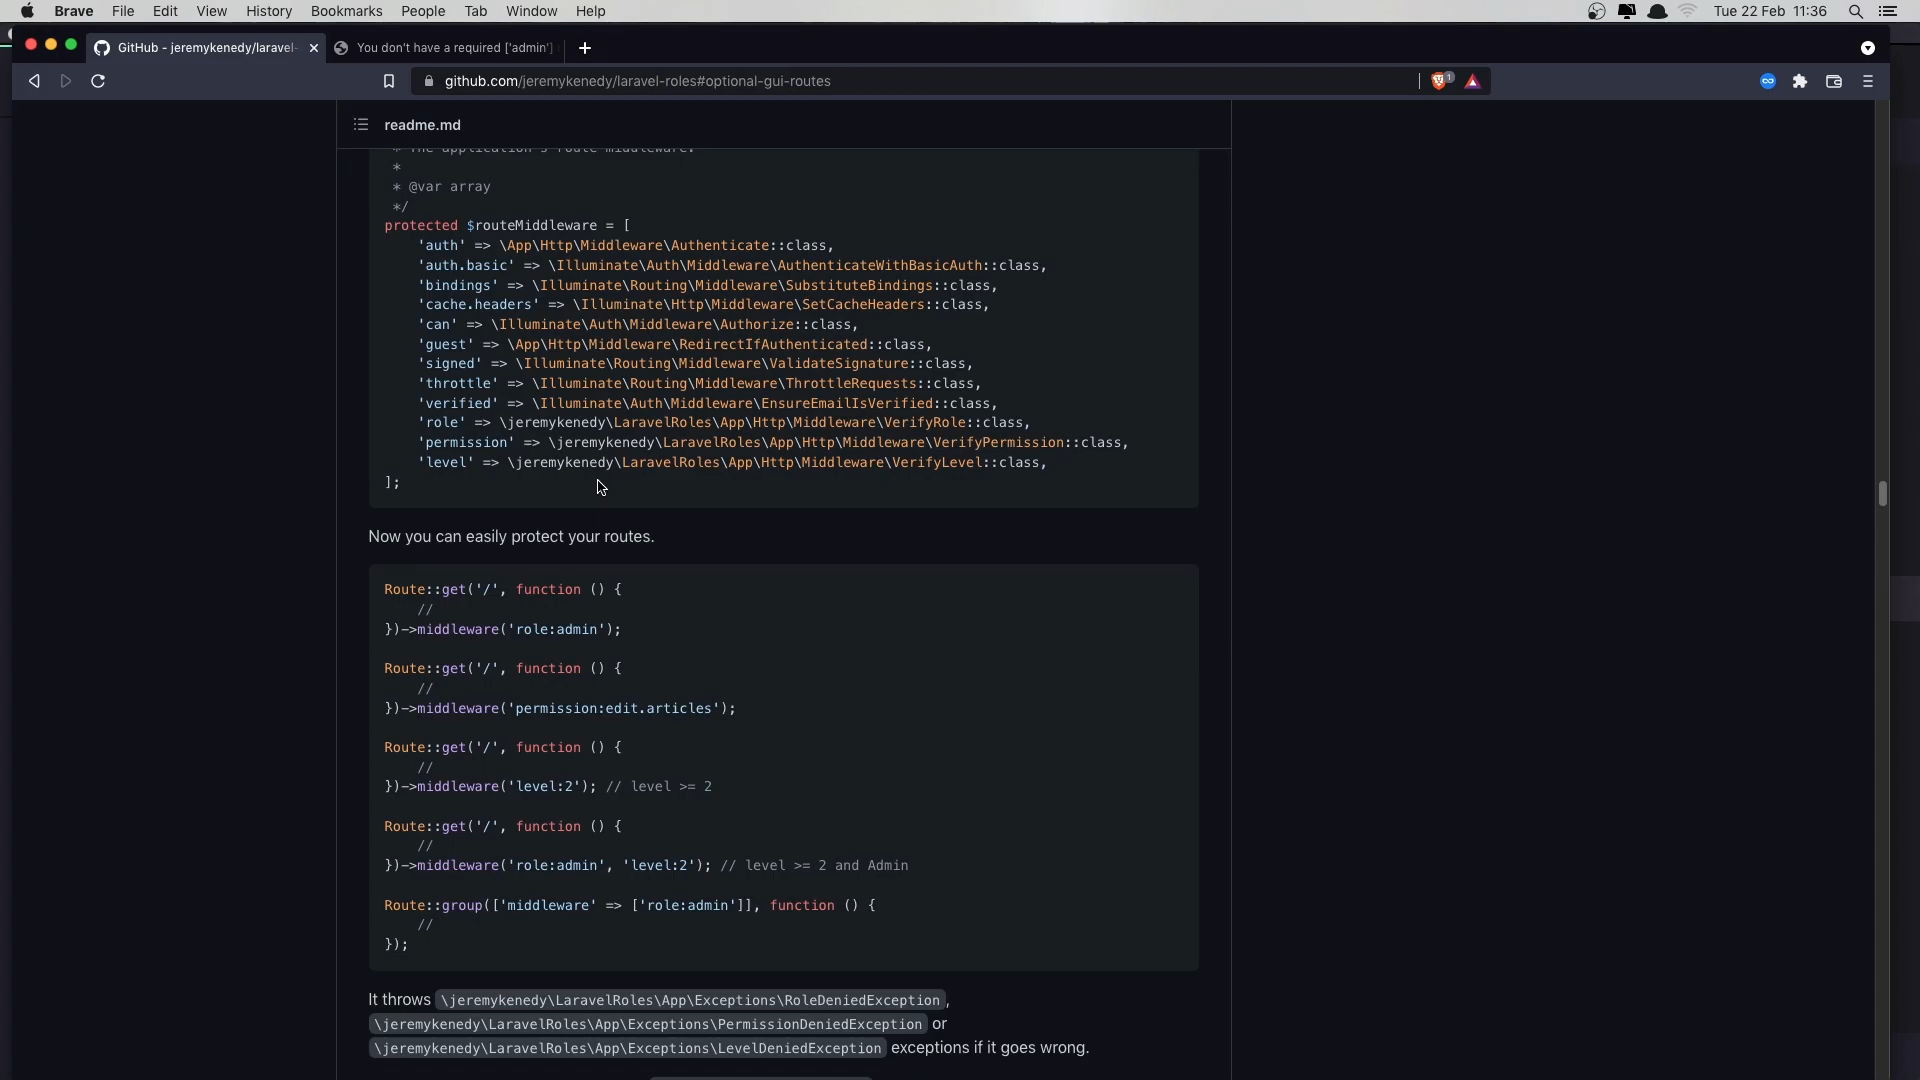 Brave File Edit View History Bookmarks People Tab Window Help Tue 22 Feb 11:36
GitHub - jeremykenedy/laravel- You don't have a required ['admin']
github.com/jeremykenedy/laravel-roles#optional-gui-routes 1
readme.md
* The application's route middleware.
*
* @var array
*/
protected $routeMiddleware = [
'auth' => \App\Http\Middleware\Authenticate::class,
'auth.basic' => \Illuminate\Auth\Middleware\AuthenticateWithBasicAuth::class,
'bindings' => \Illuminate\Routing\Middleware\SubstituteBindings::class,
'cache.headers' => \Illuminate\Http\Middleware\SetCacheHeaders::class,
'can' => \Illuminate\Auth\Middleware\Authorize::class,
'guest' => \App\Http\Middleware\RedirectIfAuthenticated::class,
'signed' => \Illuminate\Routing\Middleware\ValidateSignature::class,
'throttle' => \Illuminate\Routing\Middleware\ThrottleRequests::class,
'verified' => \Illuminate\Auth\Middleware\EnsureEmailIsVerified::class,
'role' => \jeremykenedy\LaravelRoles\App\Http\Middleware\VerifyRole::class,
'permission' => \jeremykenedy\LaravelRoles\App\Http\Middleware\VerifyPermission::class,
'level' => \jeremykenedy\LaravelRoles\App\Http\Middleware\VerifyLevel::class,
];
Now you can easily protect your routes.
Route::get('/', function () {
//
})->middleware('role:admin');
Route::get('/', function () {
//
})->middleware('permission:edit.articles');
Route::get('/', function () {
//
})->middleware('level:2'); // level >= 2
Route::get('/', function () {
//
})->middleware('role:admin', 'level:2'); // level >= 2 and Admin
Route::group(['middleware' => ['role:admin']], function () {
//
});
It throws \jeremykenedy\LaravelRoles\App\Exceptions\RoleDeniedException,
\jeremykenedy\LaravelRoles\App\Exceptions\PermissionDeniedException or
\jeremykenedy\LaravelRoles\App\Exceptions\LevelDeniedException exceptions if it goes wrong.